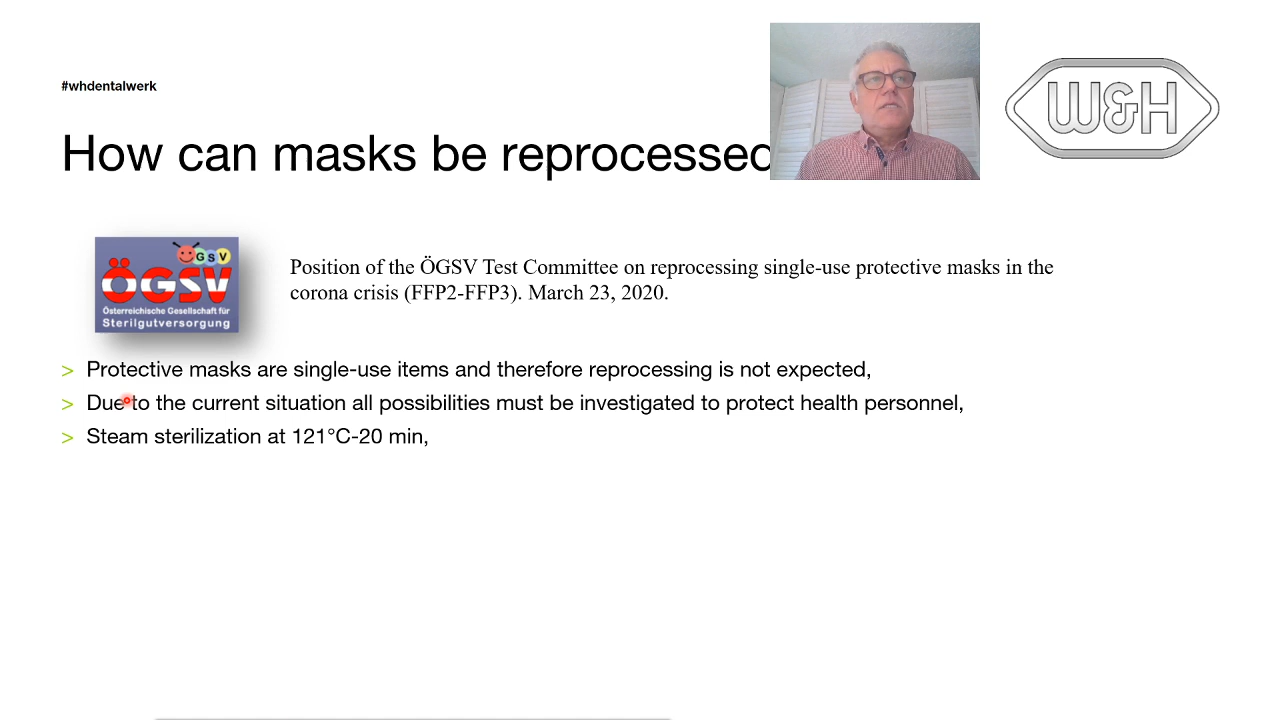 #whdentalwerk
W&H
How can masks be reprocessed
GSV
ÖGSV
Österreichische Gesellschaft für
Sterilgutversorgung
Position of the ÖGSV Test Committee on reprocessing single-use protective masks in the
corona crisis (FFP2-FFP3). March 23, 2020.
> Protective masks are single-use items and therefore reprocessing is not expected,
> Due to the current situation all possibilities must be investigated to protect health personnel,
> Steam sterilization at 121°C-20 min,